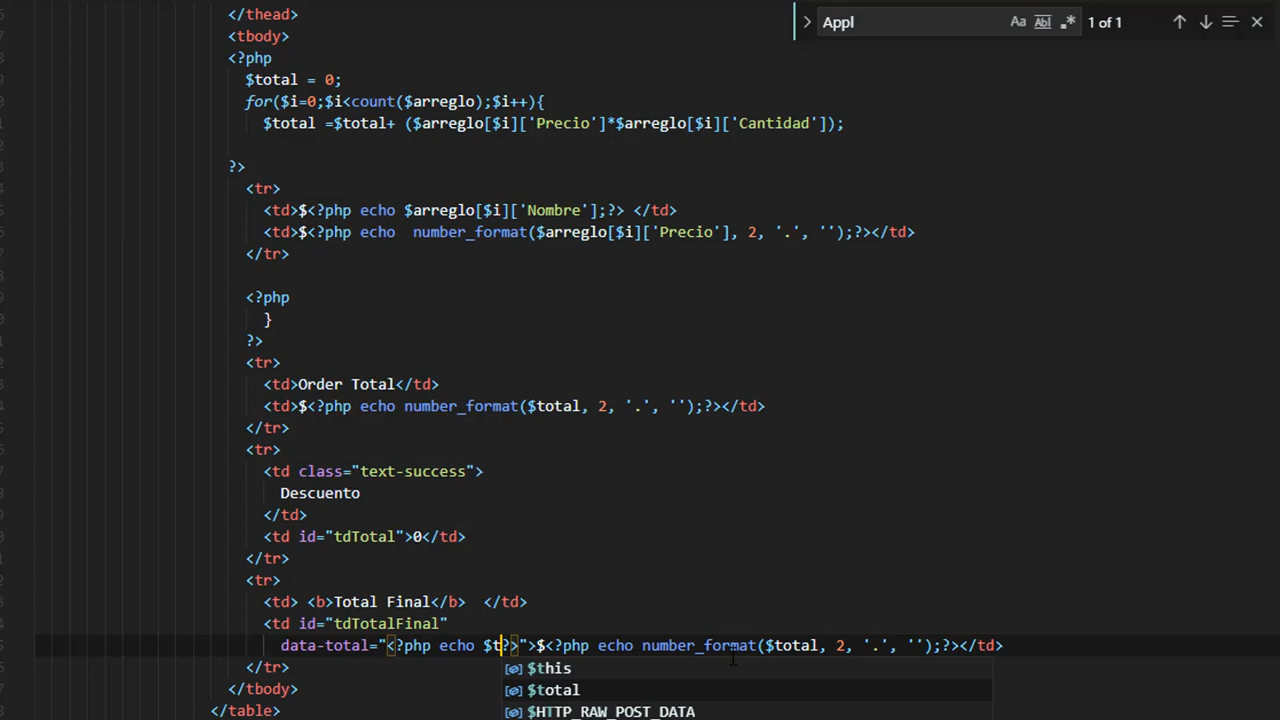 </thead>
Appl
Aa Abl .* 1 of 1
<tbody>
<?php
$total = 0;
for($i=0;$i<count($arreglo);$i++){
$total =$total+ ($arreglo[$i]['Precio']*$arreglo[$i]['Cantidad']);
?>
<tr>
<td>$<?php echo $arreglo[$i]['Nombre'];?> </td>
<td>$<?php echo  number_format($arreglo[$i]['Precio'], 2, '.', '');?></td>
</tr>
<?php
}
?>
<tr>
<td>Order Total</td>
<td>$<?php echo number_format($total, 2, '.', '');?></td>
</tr>
<tr>
<td class="text-success">
Descuento
</td>
<td id="tdTotal">0</td>
</tr>
<tr>
<td> <b>Total Final</b>  </td>
<td id="tdTotalFinal"
data-total="<?php echo $t?>">$<?php echo number_format($total, 2, '.', '');?></td>
</tr>
$this
</tbody>
$total
</table>
$HTTP_RAW_POST_DATA